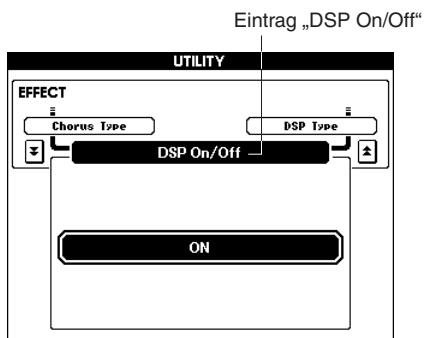 Eintrag „DSP On/Off“
UTILITY
EFFECT
Chorus Type
DSP Type
DSP On/Off
ON